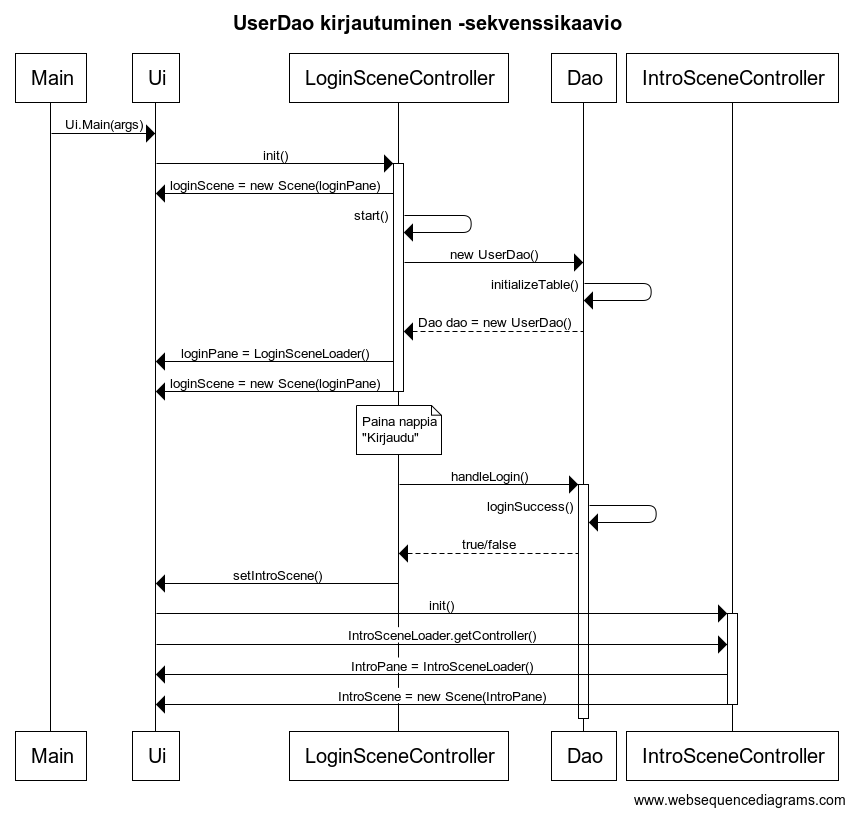 UserDao kirjautuminen -sekvenssikaavio
Main
Ui
LoginSceneController
Dao
IntroSceneController
Ui.Main(args)
init()
loginScene = new Scene(loginPane)
start()
new UserDao()
initializeTable()
Dao dao = new UserDao()
loginPane = LoginSceneLoader()
loginScene = new Scene(loginPane)
Paina nappia
"Kirjaudu"
handleLogin()
loginSuccess()
true/false
setIntroScene()
init()
IntroSceneLoader.getController()
IntroPane = IntroSceneLoader()
IntroScene = new Scene(IntroPane)
Main
Ui
LoginSceneController
Dao
IntroSceneController
www.websequencediagrams.com